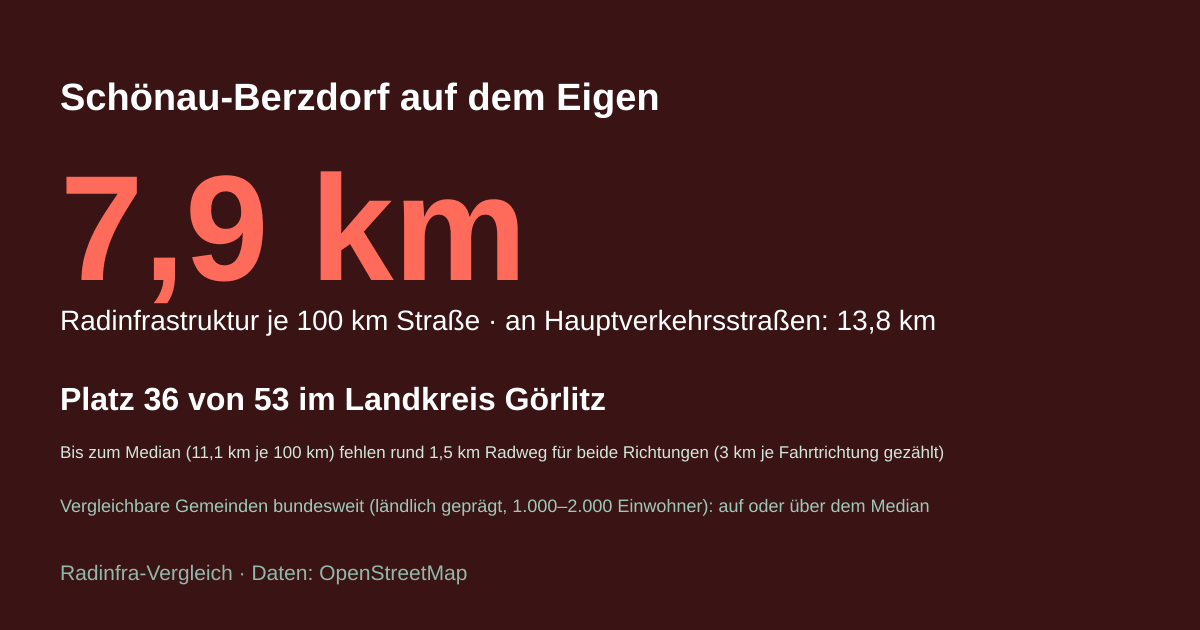 Schönau-Berzdorf auf dem Eigen
7,9 km
Radinfrastruktur je 100 km Straße · an Hauptverkehrsstraßen: 13,8 km
Platz 36 von 53 im Landkreis Görlitz
Bis zum Median (11,1 km je 100 km) fehlen rund 1,5 km Radweg für beide Richtungen (3 km je Fahrtrichtung gezählt)
Vergleichbare Gemeinden bundesweit (ländlich geprägt, 1.000–2.000 Einwohner): auf oder über dem Median
Radinfra-Vergleich · Daten: OpenStreetMap